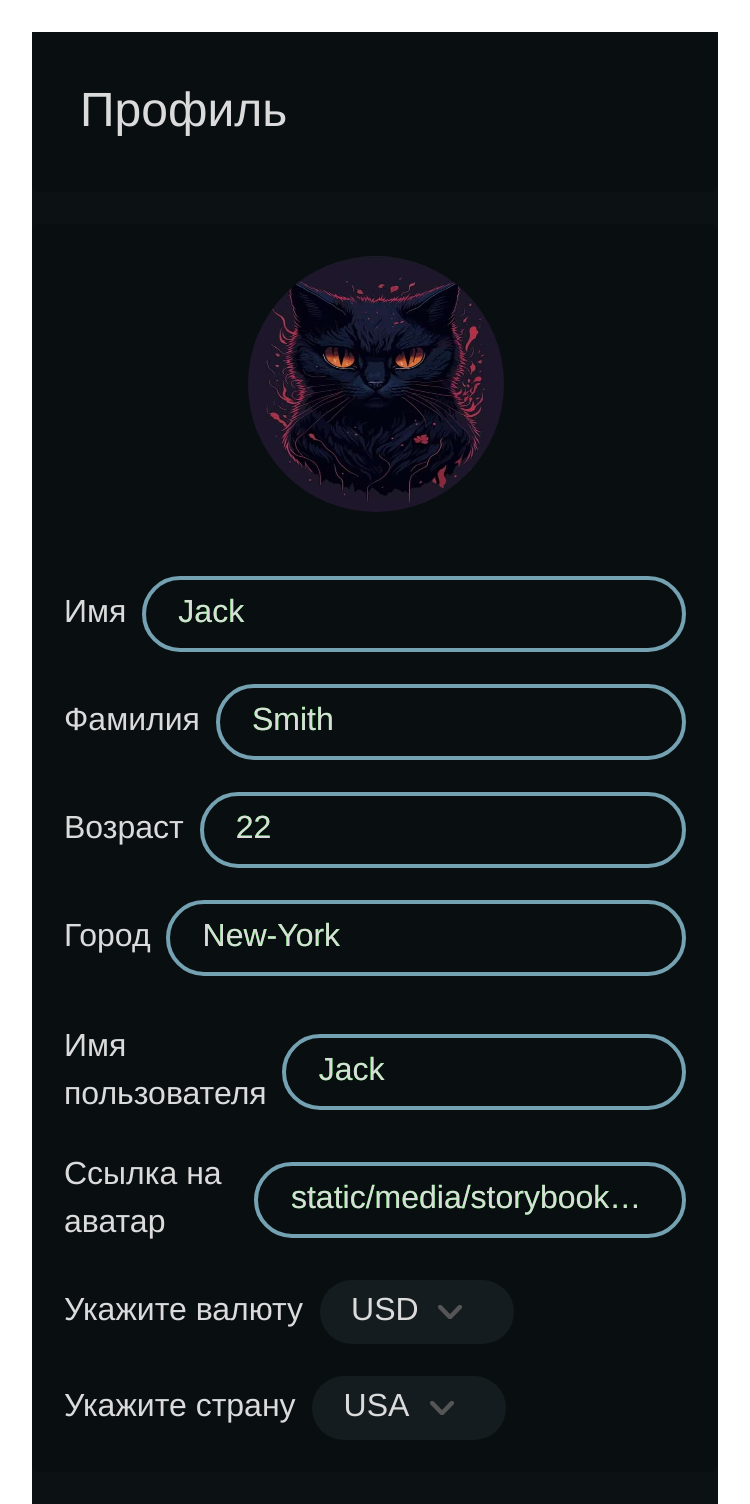 Профиль
Имя Jack
Фамилия Smith
Возраст 22
Город New-York
Имя
пользователя Jack
Ссылка на
аватар static/media/storybook…
Укажите валюту USD
Укажите страну USA